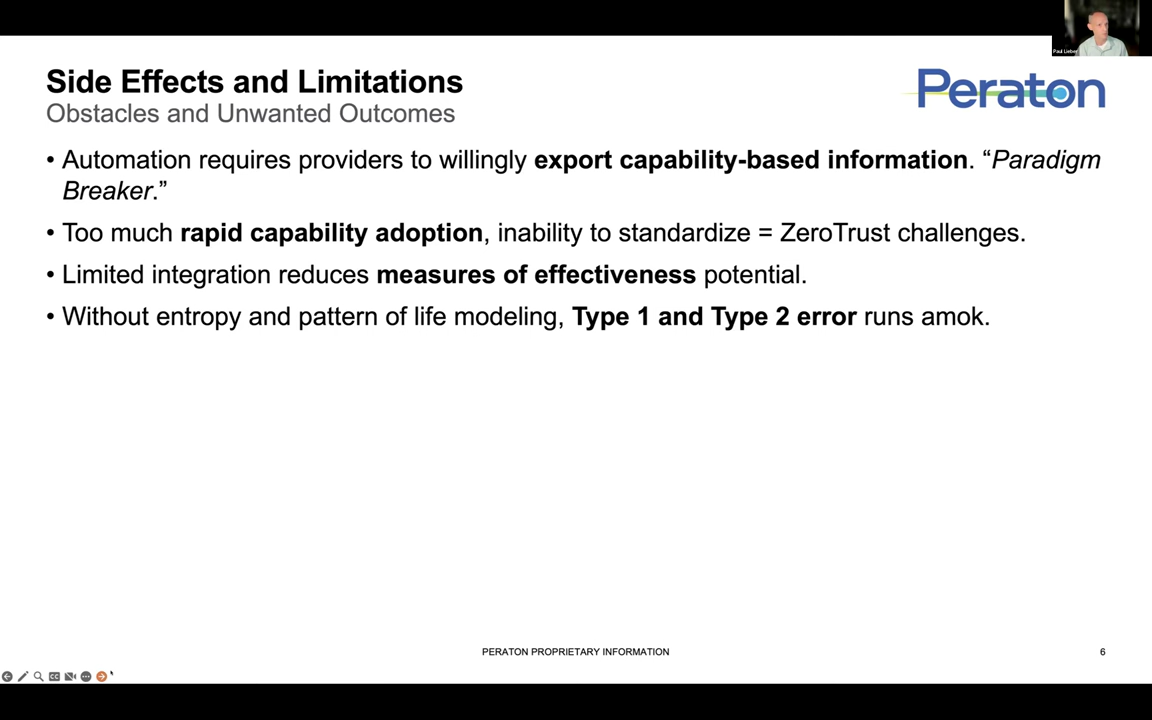 Paul Lieber
Side Effects and Limitations
Peraton
Obstacles and Unwanted Outcomes
• Automation requires providers to willingly export capability-based information. “Paradigm
Breaker.”
• Too much rapid capability adoption, inability to standardize = ZeroTrust challenges.
• Limited integration reduces measures of effectiveness potential.
• Without entropy and pattern of life modeling, Type 1 and Type 2 error runs amok.
PERATON PROPRIETARY INFORMATION
6